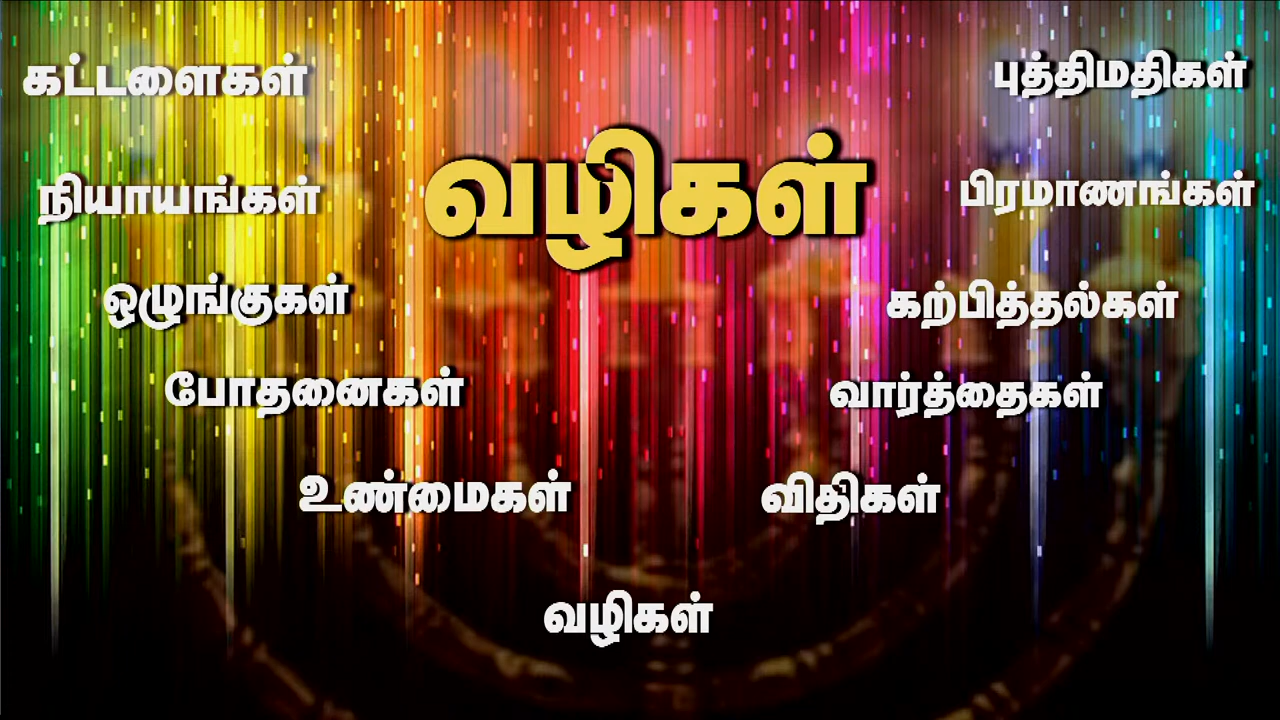 கட்டளைகள்
புத்திமதிகள்
வழிகள்
நியாயங்கள்
பிரமாணங்கள்
ஒழுங்குகள்
கற்பித்தல்கள்
போதனைகள்
வார்த்தைகள்
உண்மைகள்
விதிகள்
வழிகள்